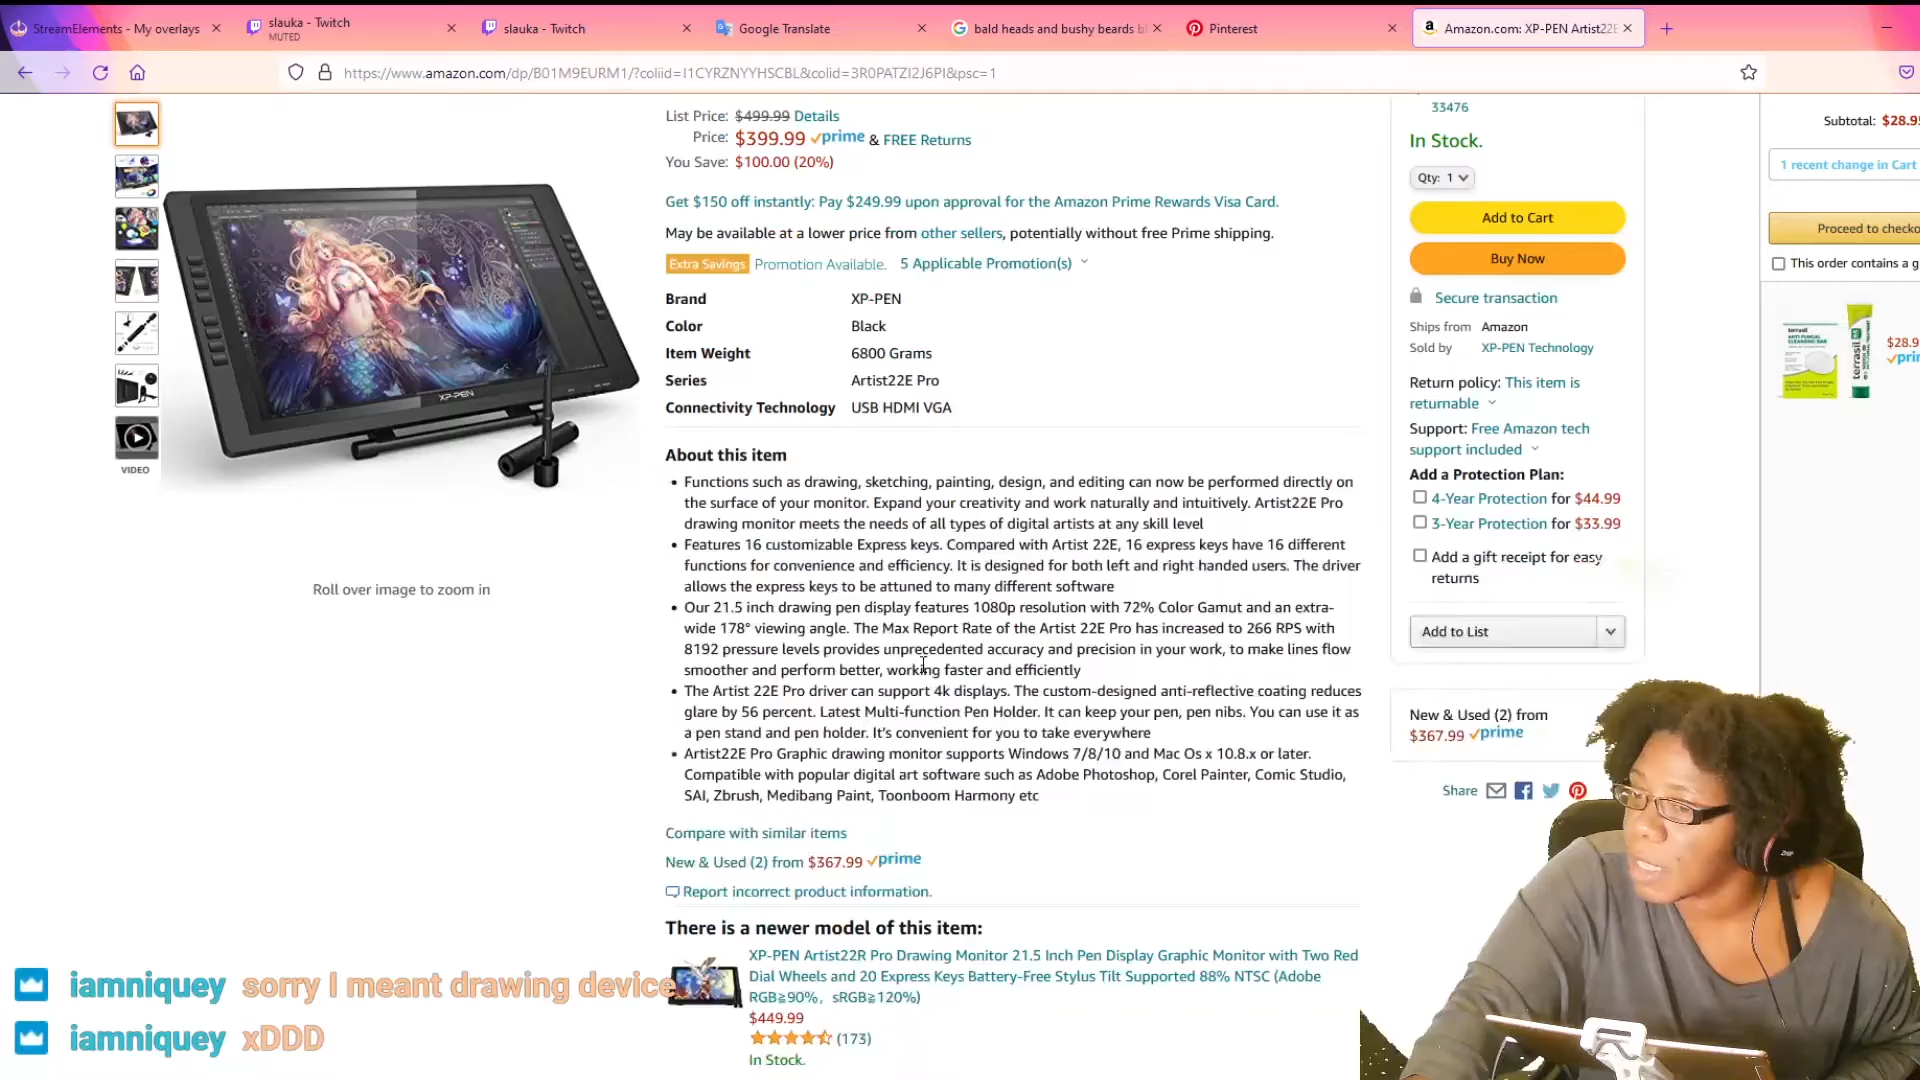 StreamElements - My overlays
slauka - Twitch
MUTED
slauka - Twitch
Google Translate
bald heads and bushy beards bl
Pinterest
Amazon.com: XP-PEN Artist22E
https://www.amazon.com/dp/B01M9EURM1/?coliid=I1CYRZNYYHSCBL&colid=3R0PATZI2J6PI&psc=1
List Price: $499.99 Details
Price: $399.99 prime & FREE Returns
You Save: $100.00 (20%)
Get $150 off instantly: Pay $249.99 upon approval for the Amazon Prime Rewards Visa Card.
May be available at a lower price from other sellers, potentially without free Prime shipping.
Extra Savings Promotion Available. 5 Applicable Promotion(s)
Brand XP-PEN
Color Black
Item Weight 6800 Grams
Series Artist22E Pro
Connectivity Technology USB HDMI VGA
About this item
• Functions such as drawing, sketching, painting, design, and editing can now be performed directly on
the surface of your monitor. Expand your creativity and work naturally and intuitively. Artist22E Pro
drawing monitor meets the needs of all types of digital artists at any skill level
• Features 16 customizable Express keys. Compared with Artist 22E, 16 express keys have 16 different
functions for convenience and efficiency. It is designed for both left and right handed users. The driver
allows the express keys to be attuned to many different software
• Our 21.5 inch drawing pen display features 1080p resolution with 72% Color Gamut and an extra-
wide 178° viewing angle. The Max Report Rate of the Artist 22E Pro has increased to 266 RPS with
8192 pressure levels provides unprecedented accuracy and precision in your work, to make lines flow
smoother and perform better, working faster and efficiently
• The Artist 22E Pro driver can support 4k displays. The custom-designed anti-reflective coating reduces
glare by 56 percent. Latest Multi-function Pen Holder. It can keep your pen, pen nibs. You can use it as
a pen stand and pen holder. It's convenient for you to take everywhere
• Artist22E Pro Graphic drawing monitor supports Windows 7/8/10 and Mac Os x 10.8.x or later.
Compatible with popular digital art software such as Adobe Photoshop, Corel Painter, Comic Studio,
SAI, Zbrush, Medibang Paint, Toonboom Harmony etc
Compare with similar items
New & Used (2) from $367.99 prime
Report incorrect product information.
There is a newer model of this item:
XP-PEN Artist22R Pro Drawing Monitor 21.5 Inch Pen Display Graphic Monitor with Two Red
Dial Wheels and 20 Express Keys Battery-Free Stylus Tilt Supported 88% NTSC (Adobe
RGB≧90%, sRGB≧120%)
$449.99
(173)
In Stock.
XP-PEN
VIDEO
Roll over image to zoom in
33476
In Stock.
Qty: 1
Add to Cart
Buy Now
Secure transaction
Ships from Amazon
Sold by XP-PEN Technology
Return policy: This item is
returnable
Support: Free Amazon tech
support included
Add a Protection Plan:
4-Year Protection for $44.99
3-Year Protection for $33.99
Add a gift receipt for easy
returns
Add to List
New & Used (2) from
$367.99 prime
Share
Subtotal: $28.95
1 recent change in Cart
Proceed to checko
This order contains a g
terrasil
terrasil
$28.9
prin
iamniquey sorry I meant drawing device
iamniquey xDDD